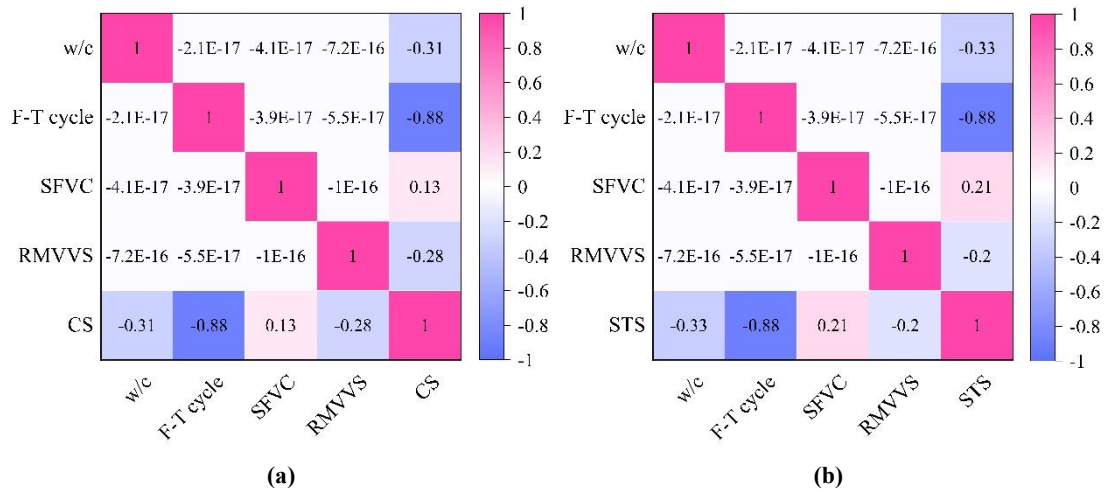 w/c 1 -2.1E-17 -4.1E-17 -7.2E-16 -0.31
F-T cycle -2.1E-17 1 -3.9E-17 -5.5E-17 -0.88
SFVC -4.1E-17 -3.9E-17 1 -1E-16 0.13
RMVVS -7.2E-16 -5.5E-17 -1E-16 1 -0.28
CS -0.31 -0.88 0.13 -0.28 1
w/c F-T cycle SFVC RMVVS CS
1
0.8
0.6
0.4
0.2
0
-0.2
-0.4
-0.6
-0.8
-1
(a)
w/c 1 -2.1E-17 -4.1E-17 -7.2E-16 -0.33
F-T cycle -2.1E-17 1 -3.9E-17 -5.5E-17 -0.88
SFVC -4.1E-17 -3.9E-17 1 -1E-16 0.21
RMVVS -7.2E-16 -5.5E-17 -1E-16 1 -0.2
STS -0.33 -0.88 0.21 -0.2 1
w/c F-T cycle SFVC RMVVS STS
1
0.8
0.6
0.4
0.2
0
-0.2
-0.4
-0.6
-0.8
-1
(b)